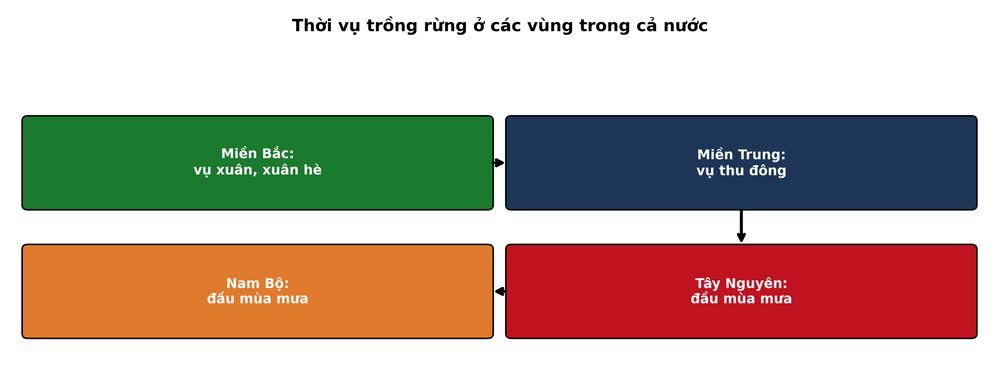 Thời vụ trồng rừng ở các vùng trong cả nước
Miền Bắc:
vụ xuân, xuân hè
Miền Trung:
vụ thu đông
Nam Bộ:
đầu mùa mưa
Tây Nguyên:
đầu mùa mưa